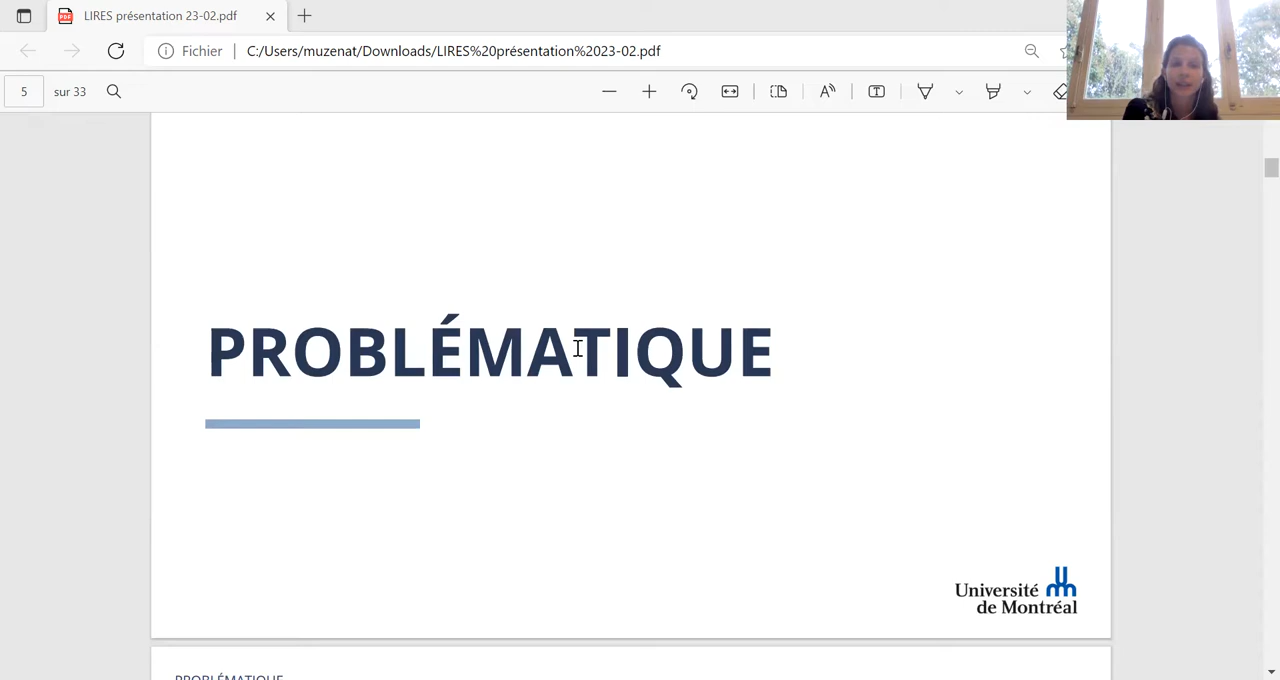 LIRES présentation 23-02.pdf
Fichier
C:/Users/muzenat/Downloads/LIRES%20présentation%2023-02.pdf
5 sur 33
PROBLÉMATIQUE
Université
de Montréal
PROBLÉMATIQUE